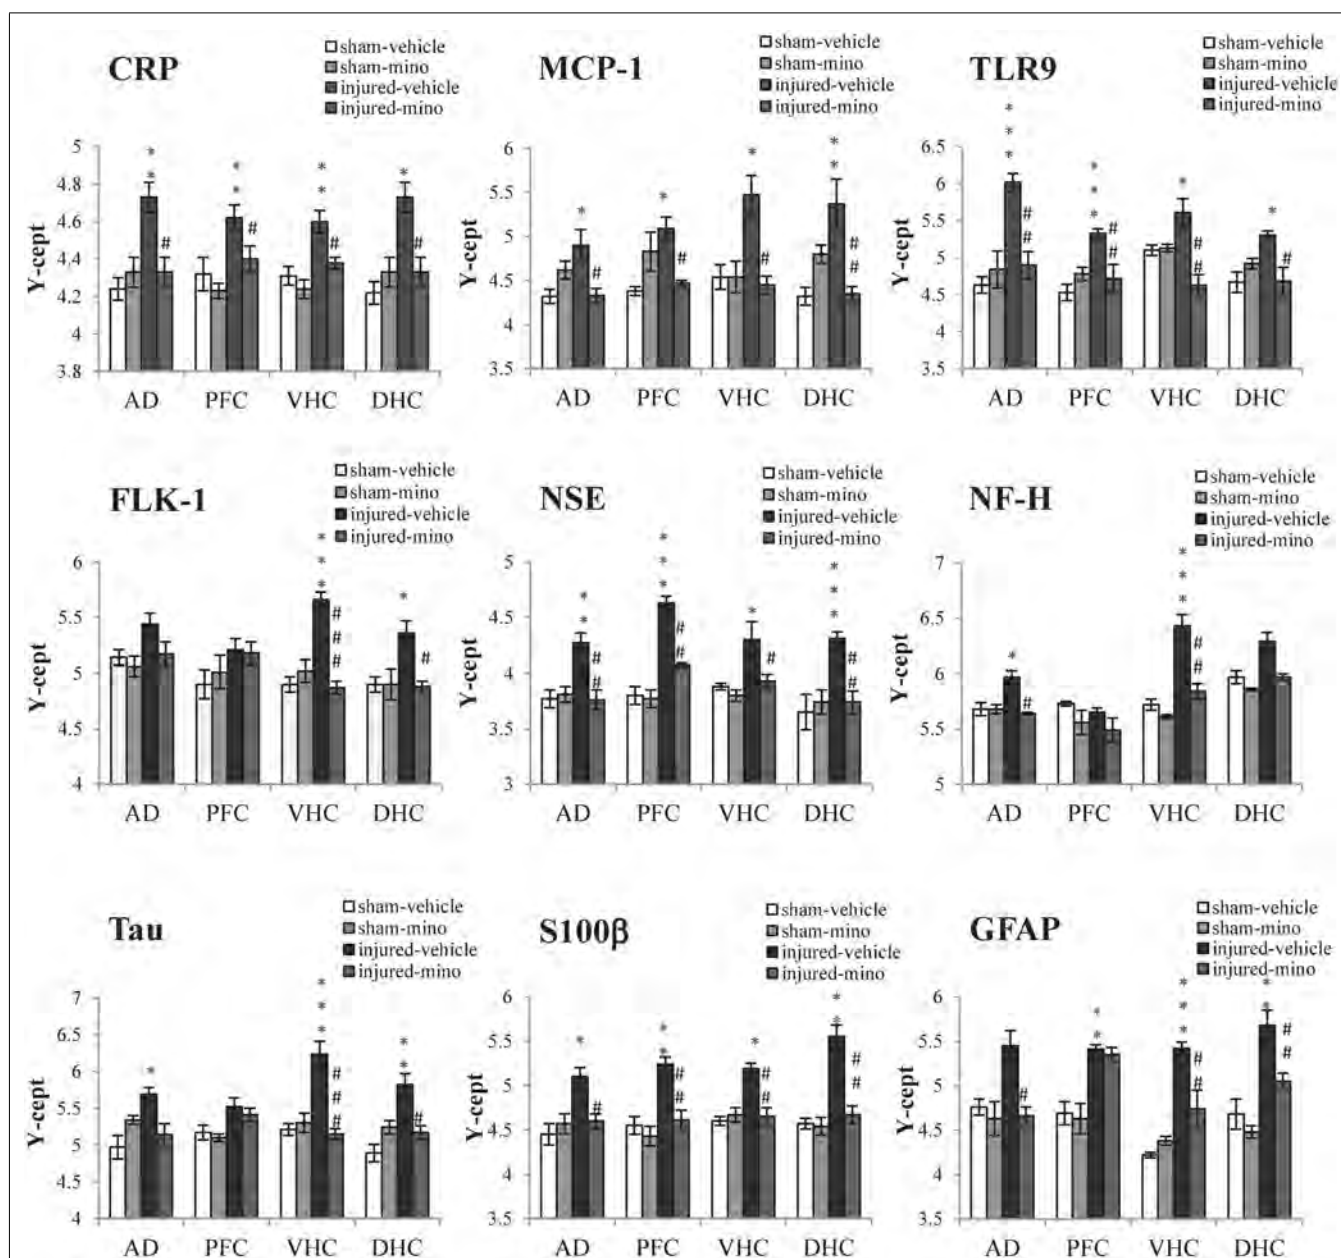 CRP
sham-vehicle
sham-mino
injured-vehicle
injured-mino
Y-cept
5
4.8
4.6
4.4
4.2
4
3.8
* *
* *
* *
*
#
#
#
#
AD PFC VHC DHC
MCP-1
sham-vehicle
sham-mino
injured-vehicle
injured-mino
Y-cept
6
5.5
5
4.5
4
3.5
*
*
*
* *
#
#
#
# #
AD PFC VHC DHC
TLR9
sham-vehicle
sham-mino
injured-vehicle
injured-mino
Y-cept
7
6.5
6
5.5
5
4.5
4
3.5
* * *
* * *
*
*
# #
# #
# #
#
AD PFC VHC DHC
FLK-1
sham-vehicle
sham-mino
injured-vehicle
injured-mino
Y-cept
6
5.5
5
4.5
4
* * *
*
# # #
#
AD PFC VHC DHC
NSE
sham-vehicle
sham-mino
injured-vehicle
injured-mino
Y-cept
5
4.5
4
3.5
3
* *
* * *
*
* * *
# #
# #
#
# #
AD PFC VHC DHC
NF-H
sham-vehicle
sham-mino
injured-vehicle
injured-mino
Y-cept
7
6.5
6
5.5
5
*
* * *
# #
# #
AD PFC VHC DHC
Tau
sham-vehicle
sham-mino
injured-vehicle
injured-mino
Y-cept
7
6.5
6
5.5
5
4.5
4
*
* * *
* *
# # #
#
AD PFC VHC DHC
S100β
sham-vehicle
sham-mino
injured-vehicle
injured-mino
Y-cept
6
5.5
5
4.5
4
3.5
*
* *
*
* *
#
# #
# #
# #
AD PFC VHC DHC
GFAP
sham-vehicle
sham-mino
injured-vehicle
injured-mino
Y-cept
6
5.5
5
4.5
4
3.5
* *
* * *
* *
#
# #
# #
AD PFC VHC DHC